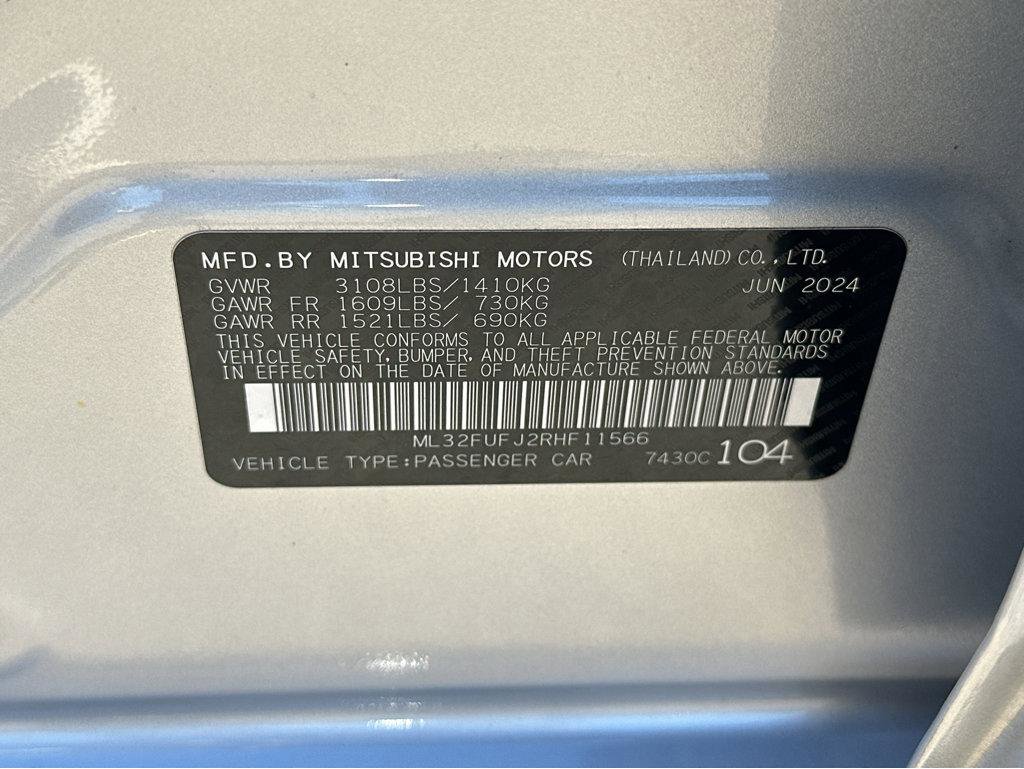 MFD.BY MITSUBISHI MOTORS (THAILAND) CO., LTD.
GVWR 3108LBS/1410KG JUN 2024
GAWR FR 1609LBS/ 730KG
GAWR RR 1521LBS/ 690KG
THIS VEHICLE CONFORMS TO ALL APPLICABLE FEDERAL MOTOR
VEHICLE SAFETY, BUMPER, AND THEFT PREVENTION STANDARDS
IN EFFECT ON THE DATE OF MANUFACTURE SHOWN ABOVE.
ML32FUFJ2RHF11566
VEHICLE TYPE:PASSENGER CAR 7430C 104